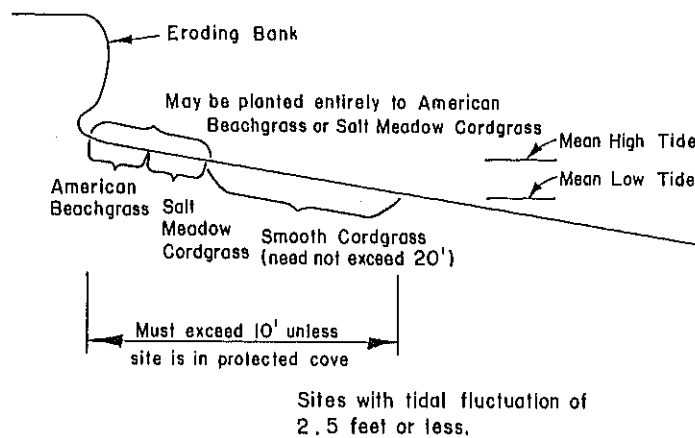 Eroding Bank
May be planted entirely to American
Beachgrass or Salt Meadow Cordgrass
Mean High Tide
Mean Low Tide
American
Beachgrass
Salt
Meadow
Cordgrass
Smooth Cordgrass
(need not exceed 20')
Must exceed 10' unless
site is in protected cove
Sites with tidal fluctuation of
2.5 feet or less.